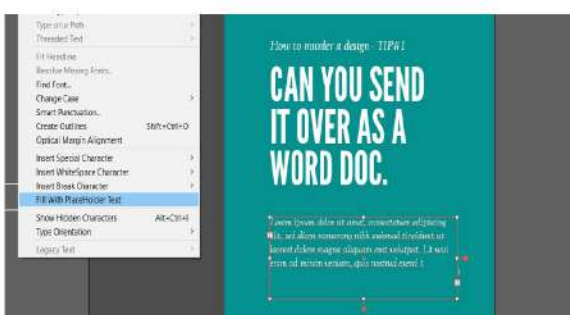 Type on a Path
Threaded Text
Fit Headline
Resolve Missing Fonts...
Find Font...
Change Case
Smart Punctuation...
Create Outlines Shift+Ctrl+O
Optical Margin Alignment
Insert Special Character
Insert WhiteSpace Character
Insert Break Character
Fill With PlaceHolder Text
Show Hidden Characters Alt+Ctrl+I
Type Orientation
Legacy Text
How to murder a design - TIP#1
CAN YOU SEND
IT OVER AS A
WORD DOC.
Lorem ipsum dolor sit amet, consectetuer adipiscing
elit, sed diam nonummy nibh euismod tincidunt ut
laoreet dolore magna aliquam erat volutpat. Ut wisi
enim ad minim veniam, quis nostrud exerci t